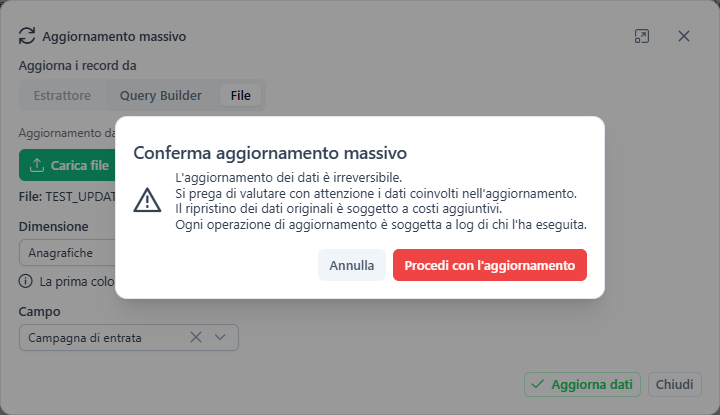 Aggiornamento massivo
Aggiorna i record da
Estrattore Query Builder File
Aggiornamento
Carica file
File: TEST_UPDAT
Dimensione
Anagrafiche
La prima
Campo
Campagna di entrata
Aggiorna dati Chiudi
Conferma aggiornamento massivo
L'aggiornamento dei dati è irreversibile.
Si prega di valutare con attenzione i dati coinvolti nell'aggiornamento.
Il ripristino dei dati originali è soggetto a costi aggiuntivi.
Ogni operazione di aggiornamento è soggetta a log di chi l'ha eseguita.
Annulla Procedi con l'aggiornamento